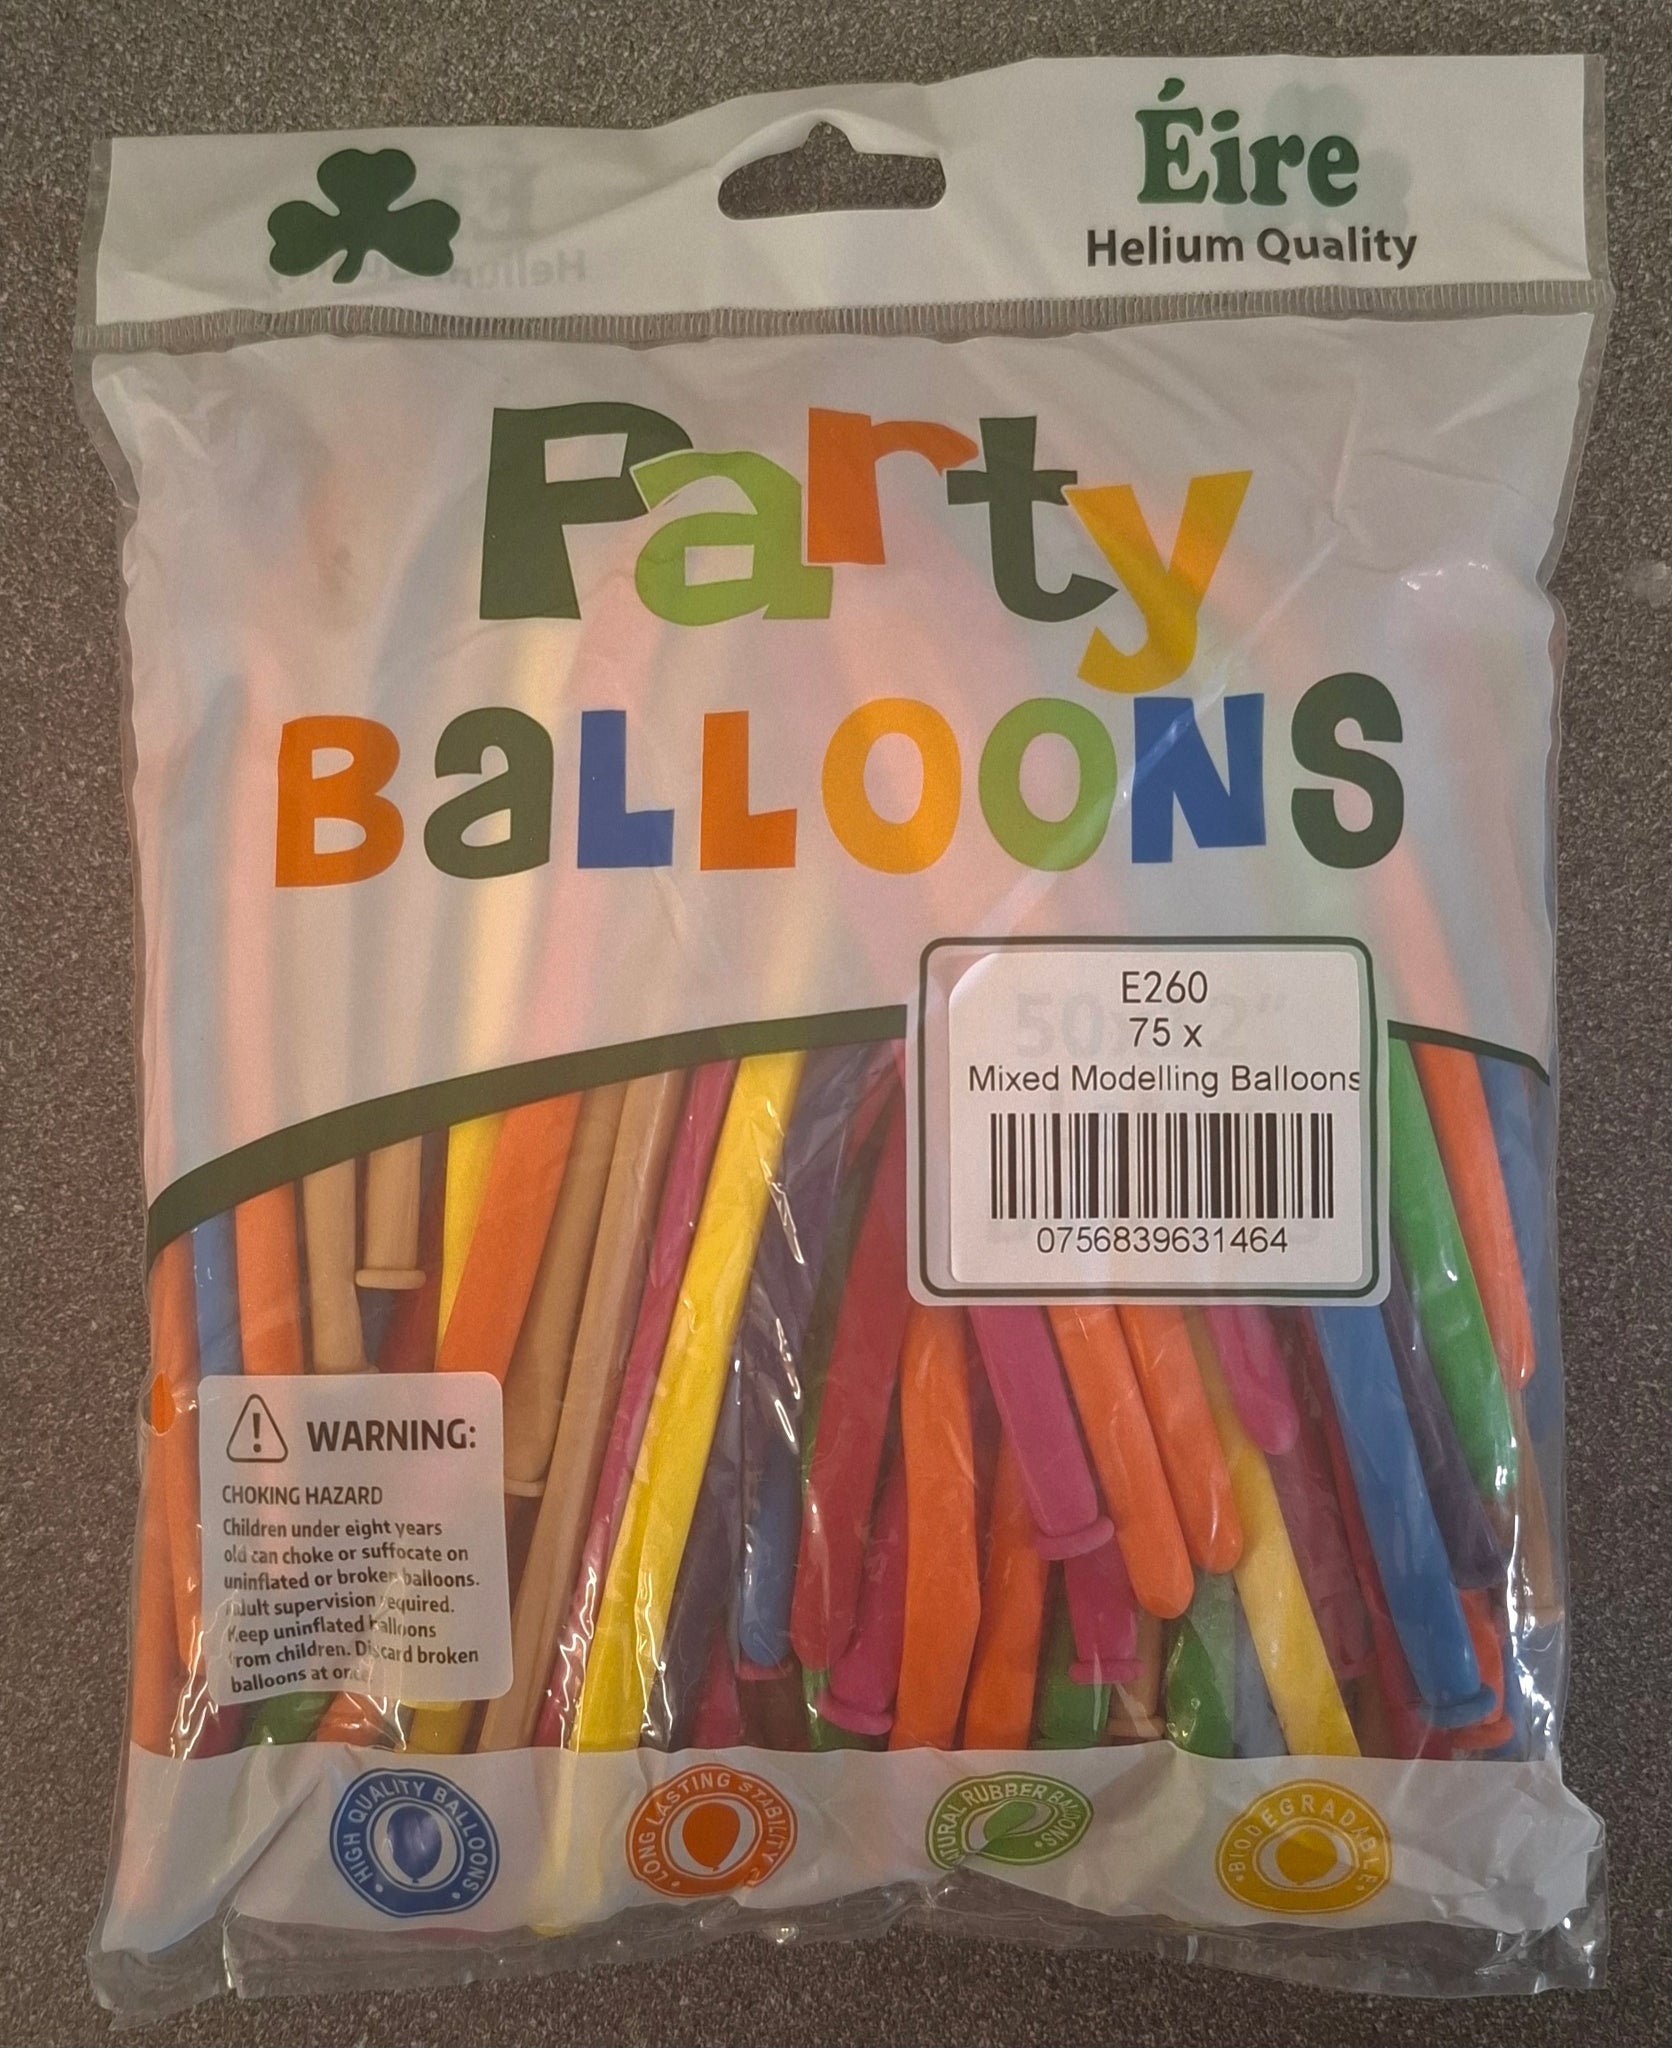 Éire
Helium Quality
Party
BaLLOONS
E260
75 x
Mixed Modelling Balloons
0756839631464
WARNING:
CHOKING HAZARD
Children under eight years
old can choke or suffocate on
uninflated or broken balloons.
Adult supervision required.
Keep uninflated balloons
from children. Discard broken
balloons at once.
HIGH QUALITY BALLOONS
LONG LASTING STABILITY
NATURAL RUBBER BALLOONS
BIODEGRADABLE